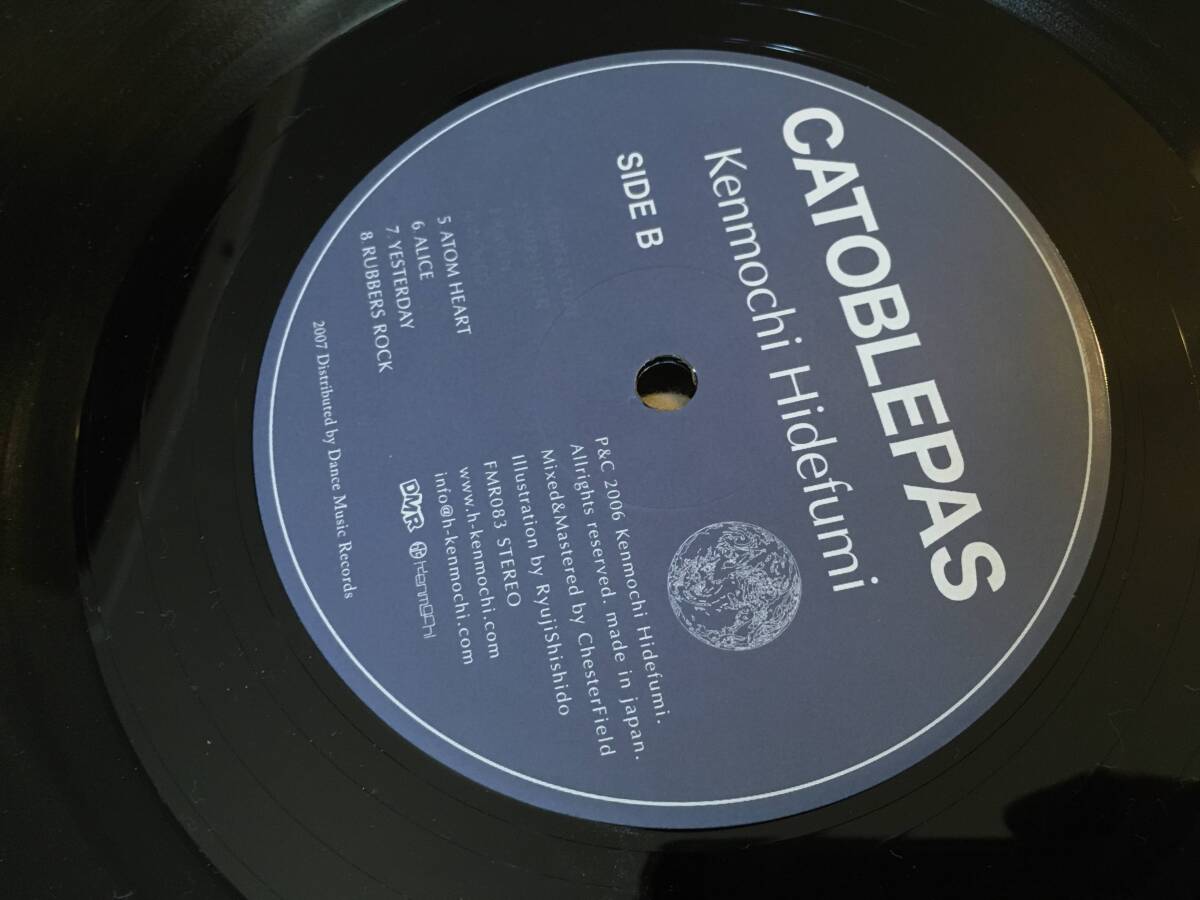 CATOBLEPAS
Kenmochi Hidefumi
SIDE B
5 ATOM HEART
6 ALICE
7 YESTERDAY
8 RUBBERS ROCK
P&C 2006 Kenmochi Hidefumi.
Allrights reserved. made in japan.
Mixed&Mastered by ChesterField
Illustration by RyujiShishido
FMR083 STEREO
www.h-kenmochi.com
info@h-kenmochi.com
DMR
2007 Distributed by Dance Music Records